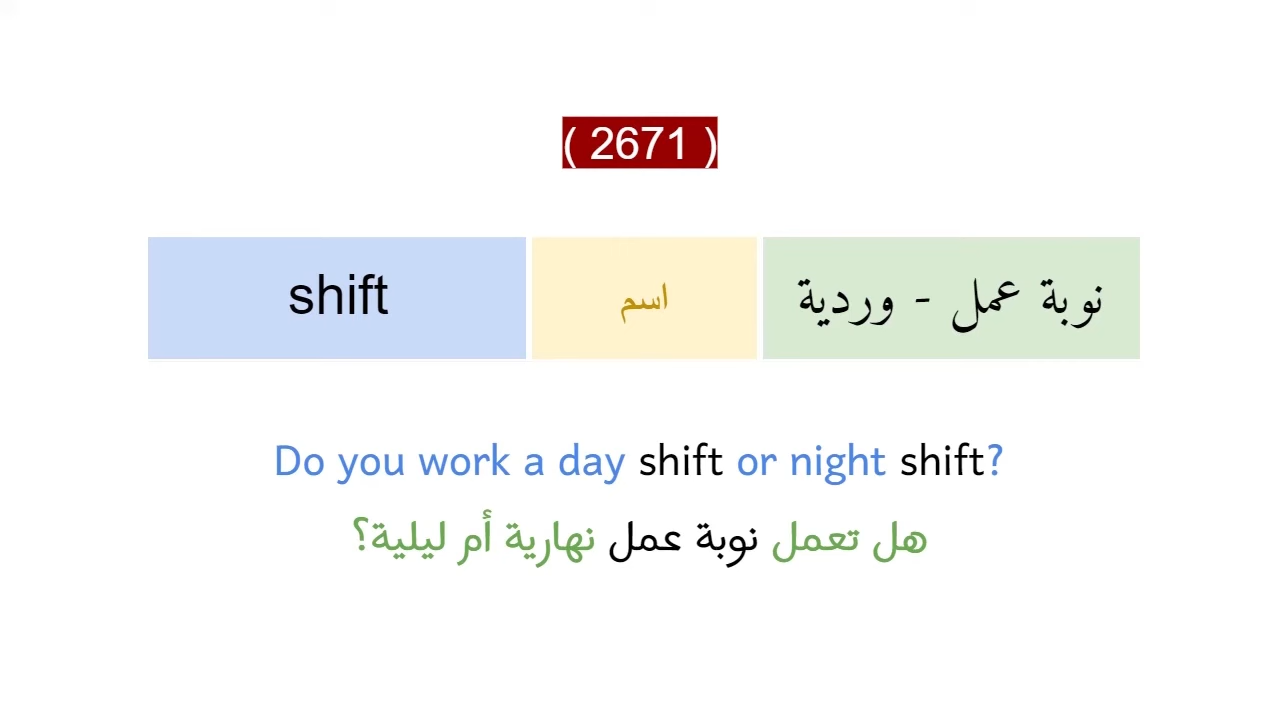 ( 2671 )
shift اسم نوبة عمل - وردية
Do you work a day shift or night shift?
هل تعمل نوبة عمل نهارية أم ليلية؟